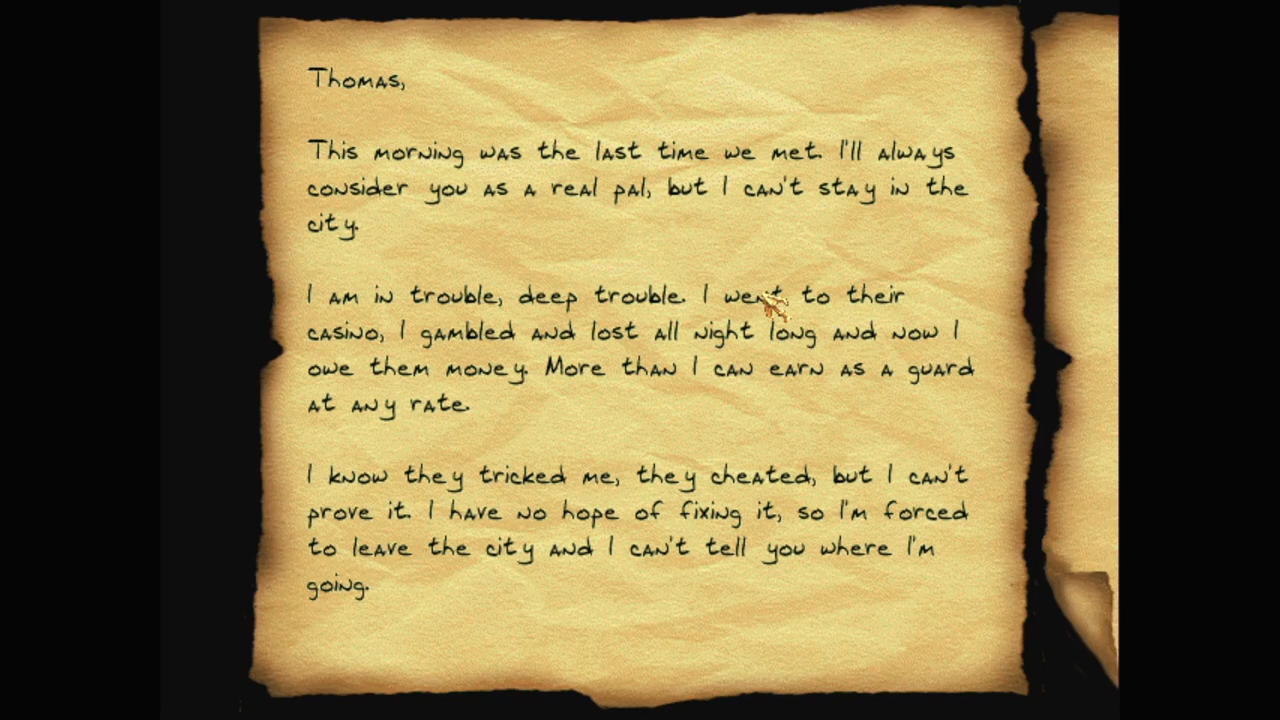 Thomas,
This morning was the last time we met. I'll always
consider you as a real pal, but I can't stay in the
city.
I am in trouble, deep trouble. I went to their
casino, I gambled and lost all night long and now I
owe them money. More than I can earn as a guard
at any rate.
I know they tricked me, they cheated, but I can't
prove it. I have no hope of fixing it, so I'm forced
to leave the city and I can't tell you where I'm
going.